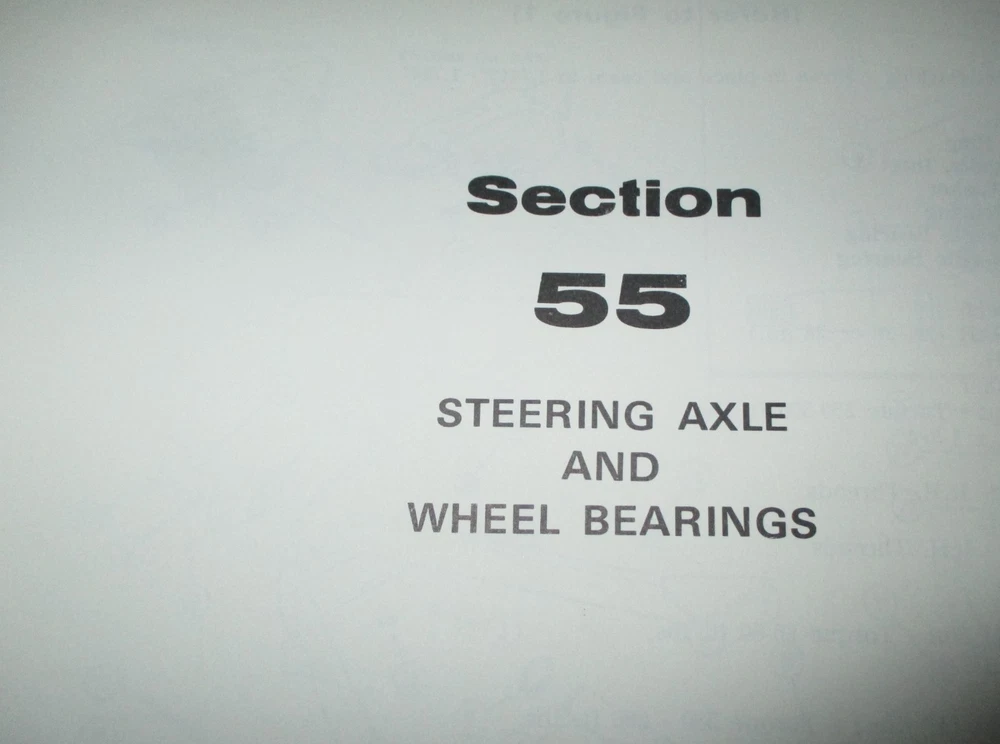 Section
55
STEERING AXLE
AND
WHEEL BEARINGS